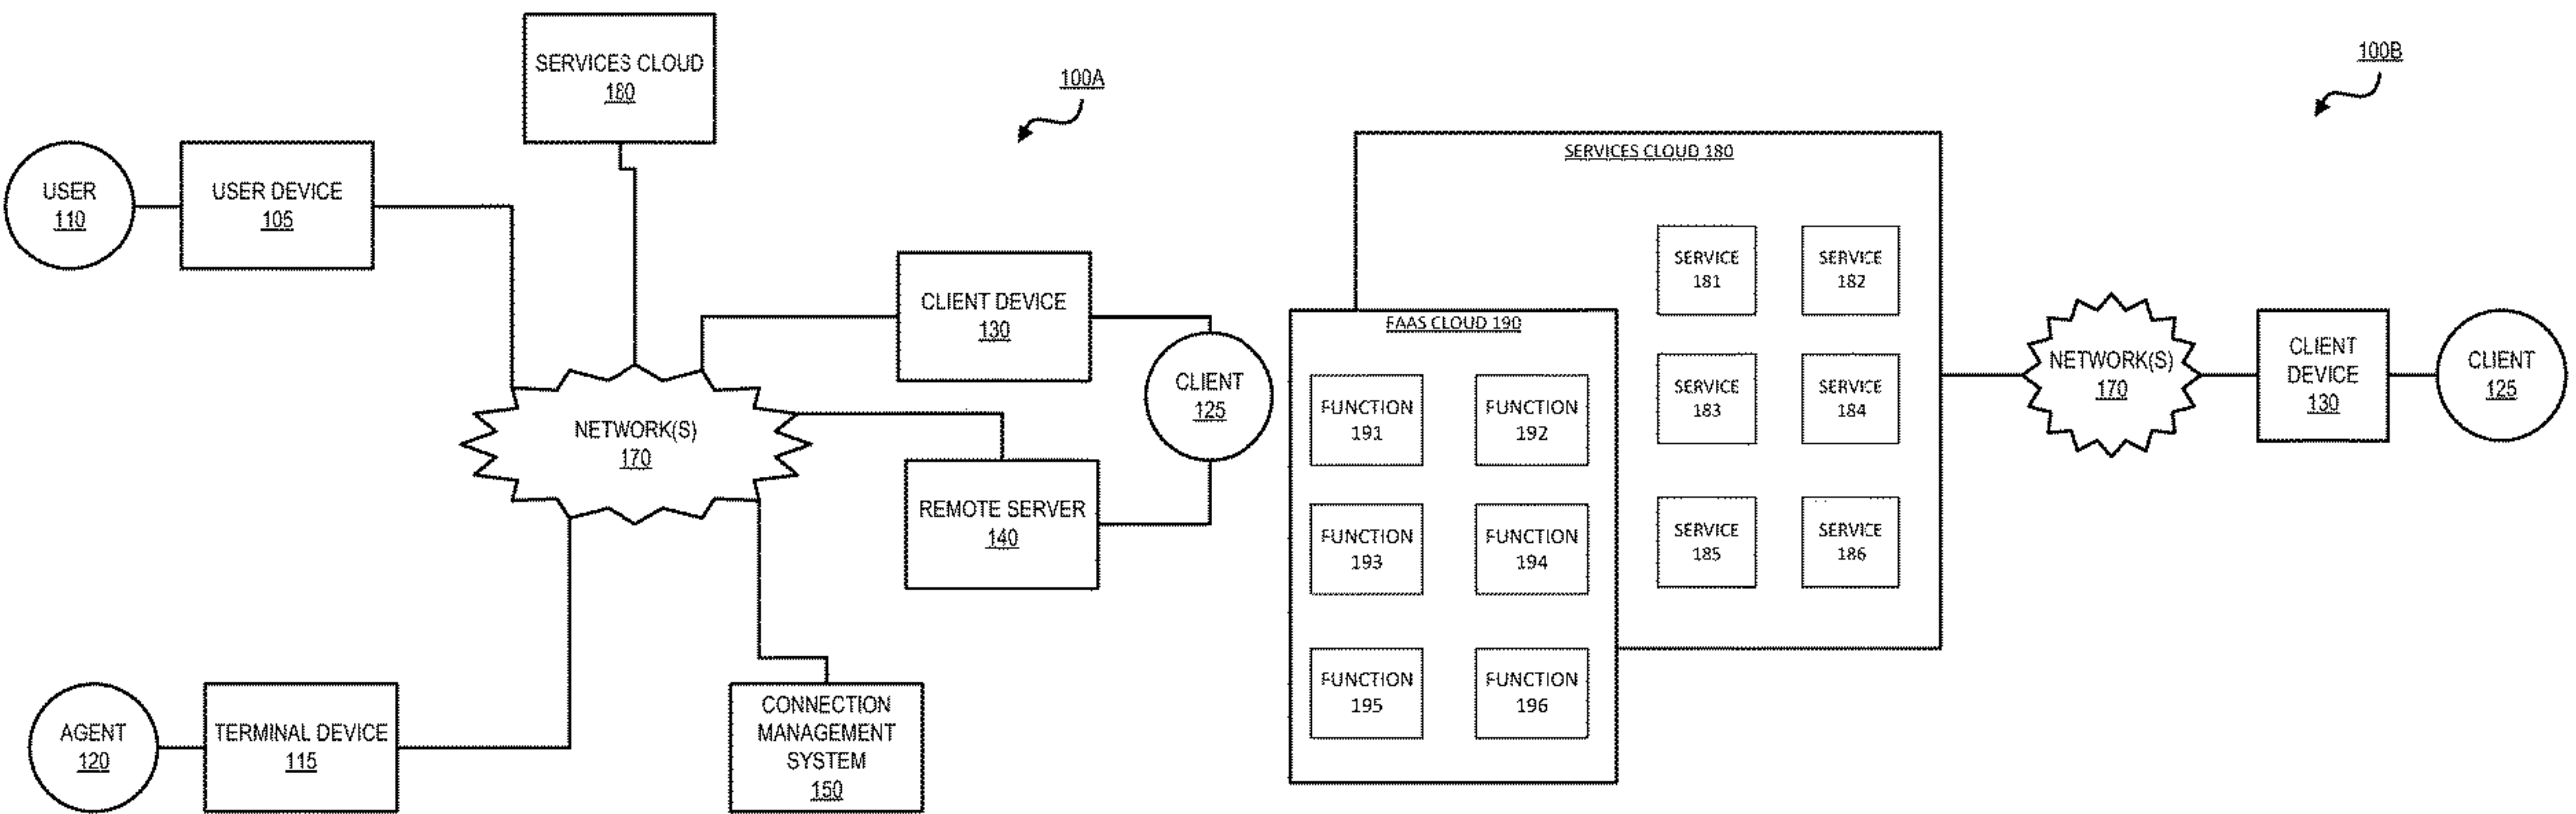 SERVICES CLOUD
180
100A
USER
110
USER DEVICE
105
CLIENT DEVICE
130
CLIENT
125
NETWORK(S)
170
REMOTE SERVER
140
AGENT
120
TERMINAL DEVICE
115
CONNECTION
MANAGEMENT
SYSTEM
150
100B
SERVICES CLOUD 180
SERVICE
181
SERVICE
182
SERVICE
183
SERVICE
184
SERVICE
185
SERVICE
186
FAAS CLOUD 190
FUNCTION
191
FUNCTION
192
FUNCTION
193
FUNCTION
194
FUNCTION
195
FUNCTION
196
NETWORK(S)
170
CLIENT
DEVICE
130
CLIENT
125